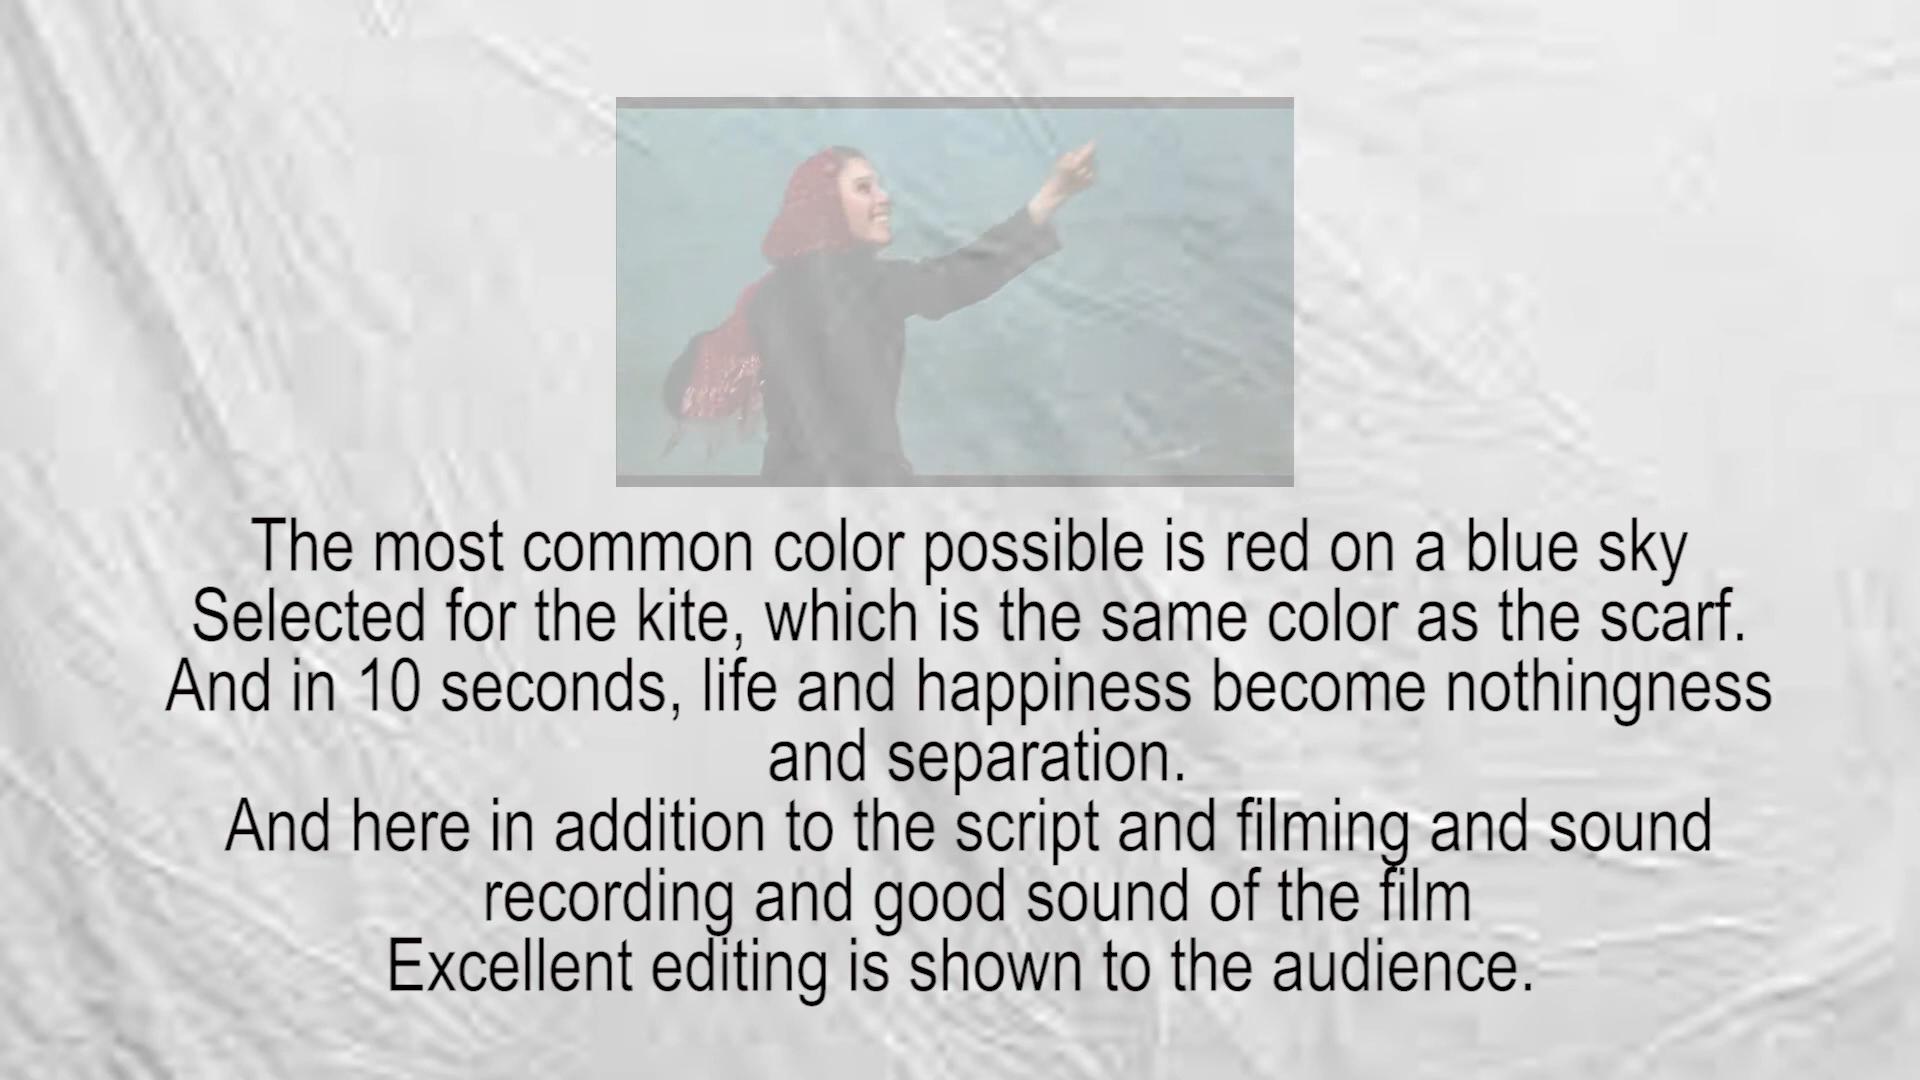 The most common color possible is red on a blue sky
Selected for the kite, which is the same color as the scarf.
And in 10 seconds, life and happiness become nothingness
and separation.
And here in addition to the script and filming and sound
recording and good sound of the film
Excellent editing is shown to the audience.